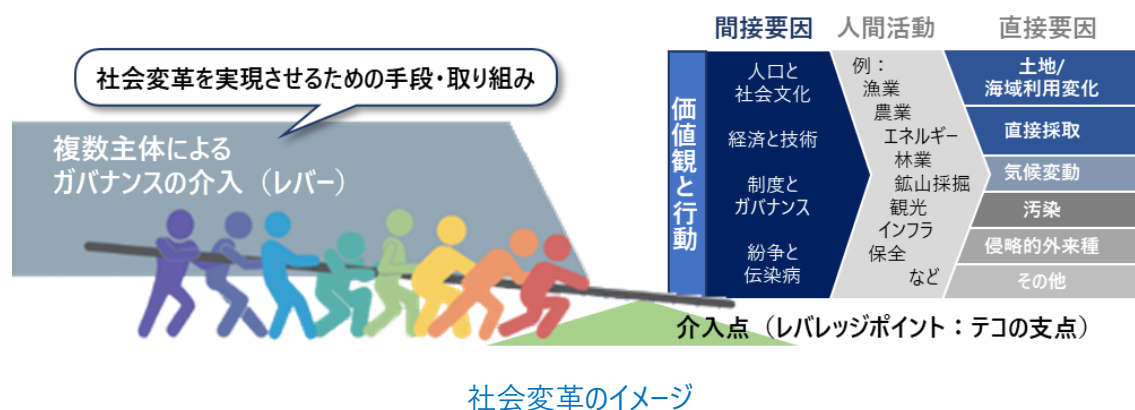 社会変革を実現させるための手段・取り組み
複数主体による
ガバナンスの介入（レバー）
間接要因
人間活動
直接要因
価値観と行動
人口と
社会文化
経済と技術
制度と
ガバナンス
紛争と
伝染病
例：
漁業
農業
エネルギー
林業
鉱山採掘
観光
インフラ
保全
など
土地/
海域利用変化
直接採取
気候変動
汚染
侵略的外来種
その他
介入点（レバレッジポイント：テコの支点）
社会変革のイメージ